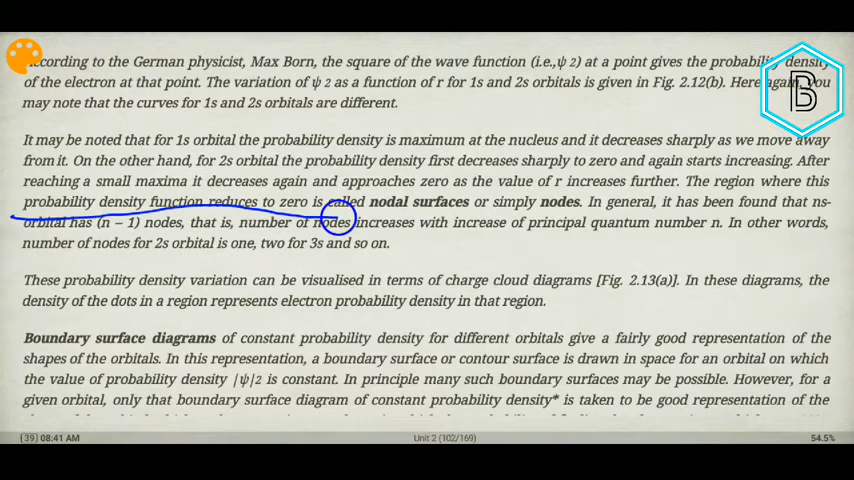 According to the German physicist, Max Born, the square of the wave function (i.e.,ψ 2) at a point gives the probability density
of the electron at that point. The variation of ψ 2 as a function of r for 1s and 2s orbitals is given in Fig. 2.12(b). Here again, you
may note that the curves for 1s and 2s orbitals are different.
B
It may be noted that for 1s orbital the probability density is maximum at the nucleus and it decreases sharply as we move away
from it. On the other hand, for 2s orbital the probability density first decreases sharply to zero and again starts increasing. After
reaching a small maxima it decreases again and approaches zero as the value of r increases further. The region where this
probability density function reduces to zero is called nodal surfaces or simply nodes. In general, it has been found that ns-
orbital has (n – 1) nodes, that is, number of nodes increases with increase of principal quantum number n. In other words,
number of nodes for 2s orbital is one, two for 3s and so on.
These probability density variation can be visualised in terms of charge cloud diagrams [Fig. 2.13(a)]. In these diagrams, the
density of the dots in a region represents electron probability density in that region.
Boundary surface diagrams of constant probability density for different orbitals give a fairly good representation of the
shapes of the orbitals. In this representation, a boundary surface or contour surface is drawn in space for an orbital on which
the value of probability density |ψ|2 is constant. In principle many such boundary surfaces may be possible. However, for a
given orbital, only that boundary surface diagram of constant probability density* is taken to be good representation of the
{39} 08:41 AM
Unit 2 (102/169)
54.5%